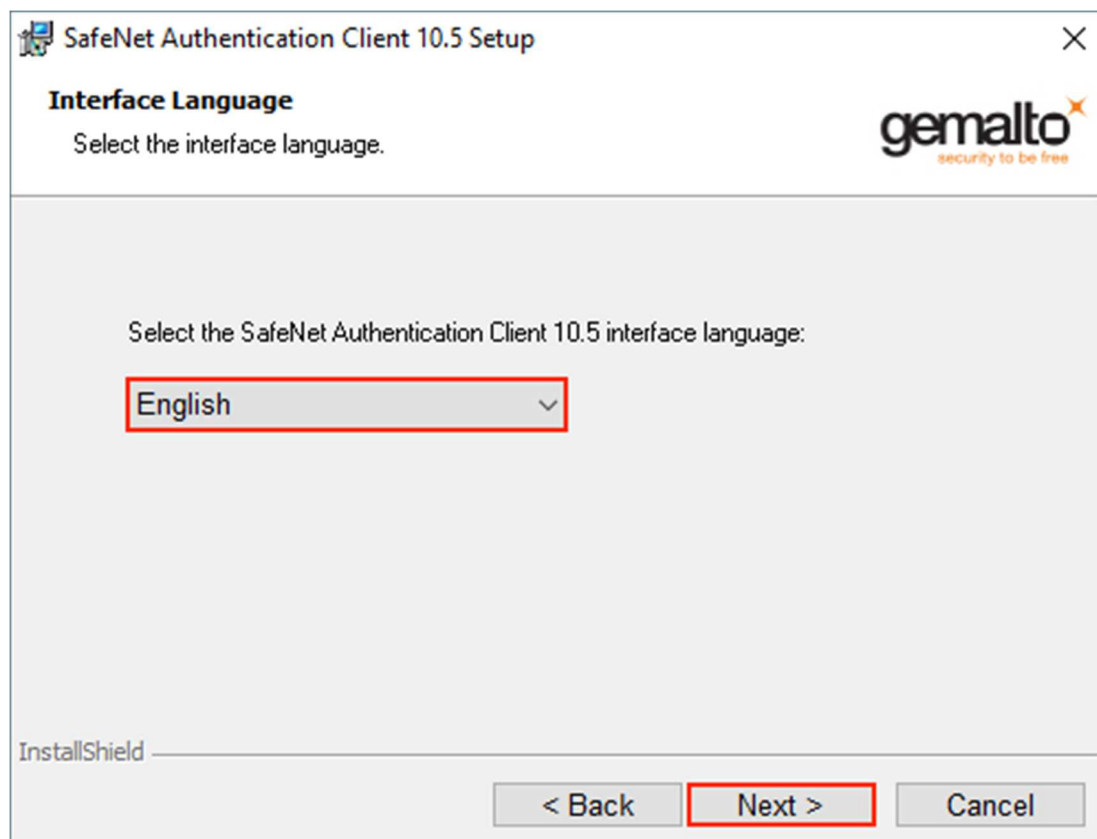 SafeNet Authentication Client 10.5 Setup
Interface Language
Select the interface language.
gemalto
security to be free
Select the SafeNet Authentication Client 10.5 interface language:
English
InstallShield
< Back
Next >
Cancel